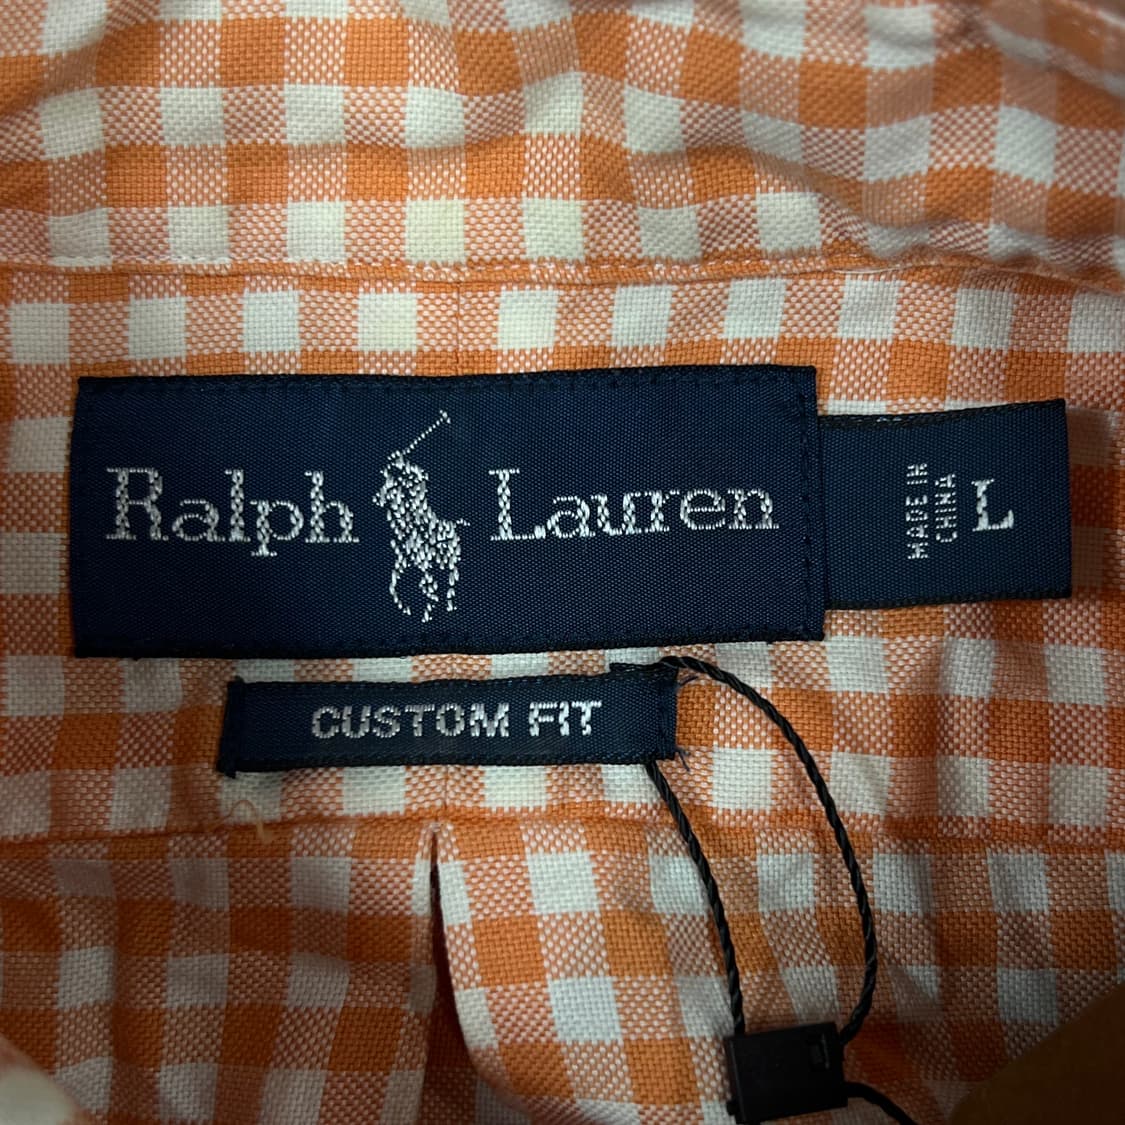 Ralph Lauren
MADE IN
CHINA
L
CUSTOM FIT